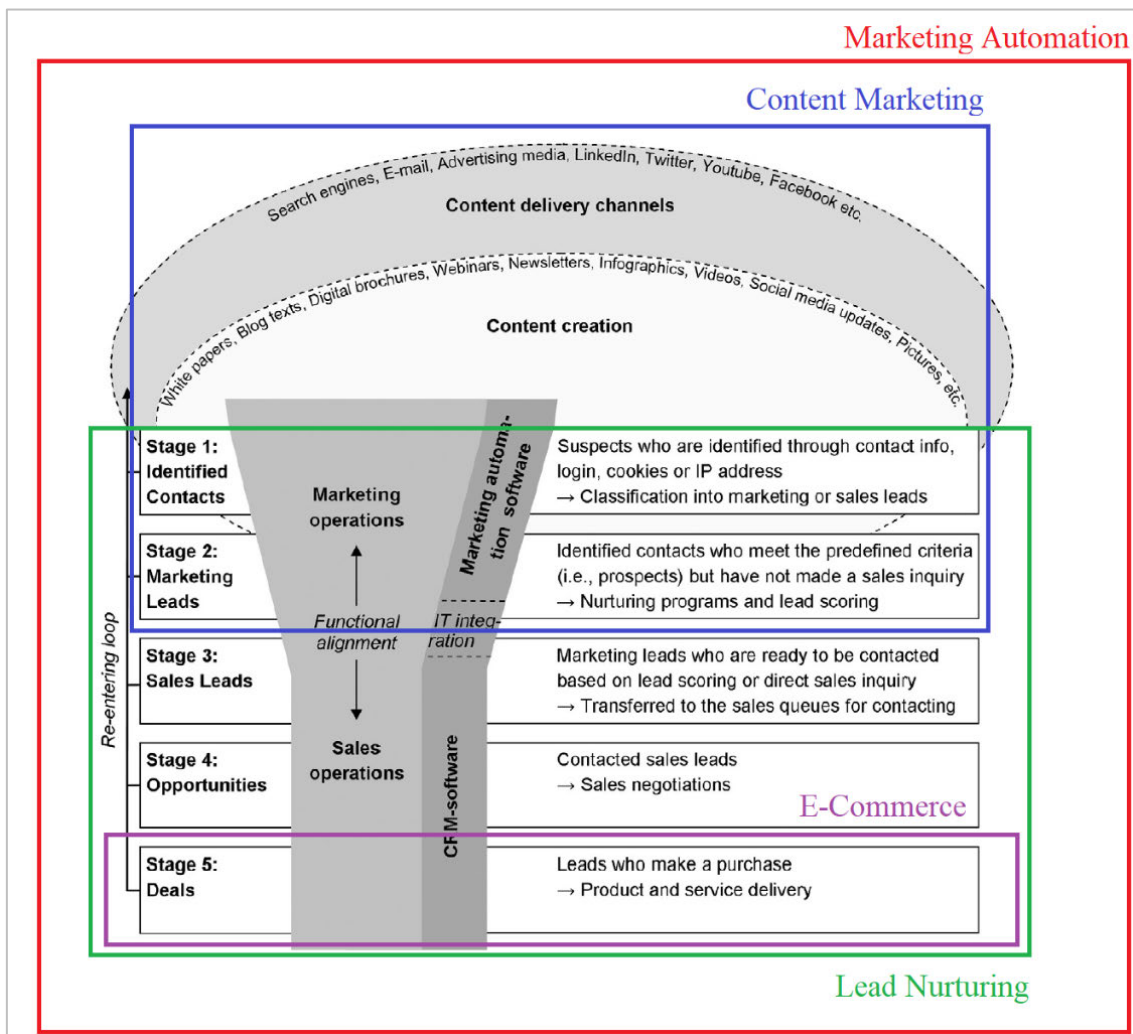 Marketing Automation
Content Marketing
Search engines, E-mail, Advertising media, LinkedIn, Twitter, Youtube, Facebook etc.
Content delivery channels
White papers, Blog texts, Digital brochures, Webinars, Newsletters, Infographics, Videos, Social media updates, Pictures, etc.
Content creation
Stage 1:
Identified
Contacts
Marketing
operations
Marketing automa-
tion software
Suspects who are identified through contact info,
login, cookies or IP address
→ Classification into marketing or sales leads
Stage 2:
Marketing
Leads
Identified contacts who meet the predefined criteria
(i.e., prospects) but have not made a sales inquiry
→ Nurturing programs and lead scoring
Functional
alignment
IT integ-
ration
Re-entering loop
Stage 3:
Sales Leads
Marketing leads who are ready to be contacted
based on lead scoring or direct sales inquiry
→ Transferred to the sales queues for contacting
Sales
operations
CRM-software
Stage 4:
Opportunities
Contacted sales leads
→ Sales negotiations
E-Commerce
Stage 5:
Deals
Leads who make a purchase
→ Product and service delivery
Lead Nurturing